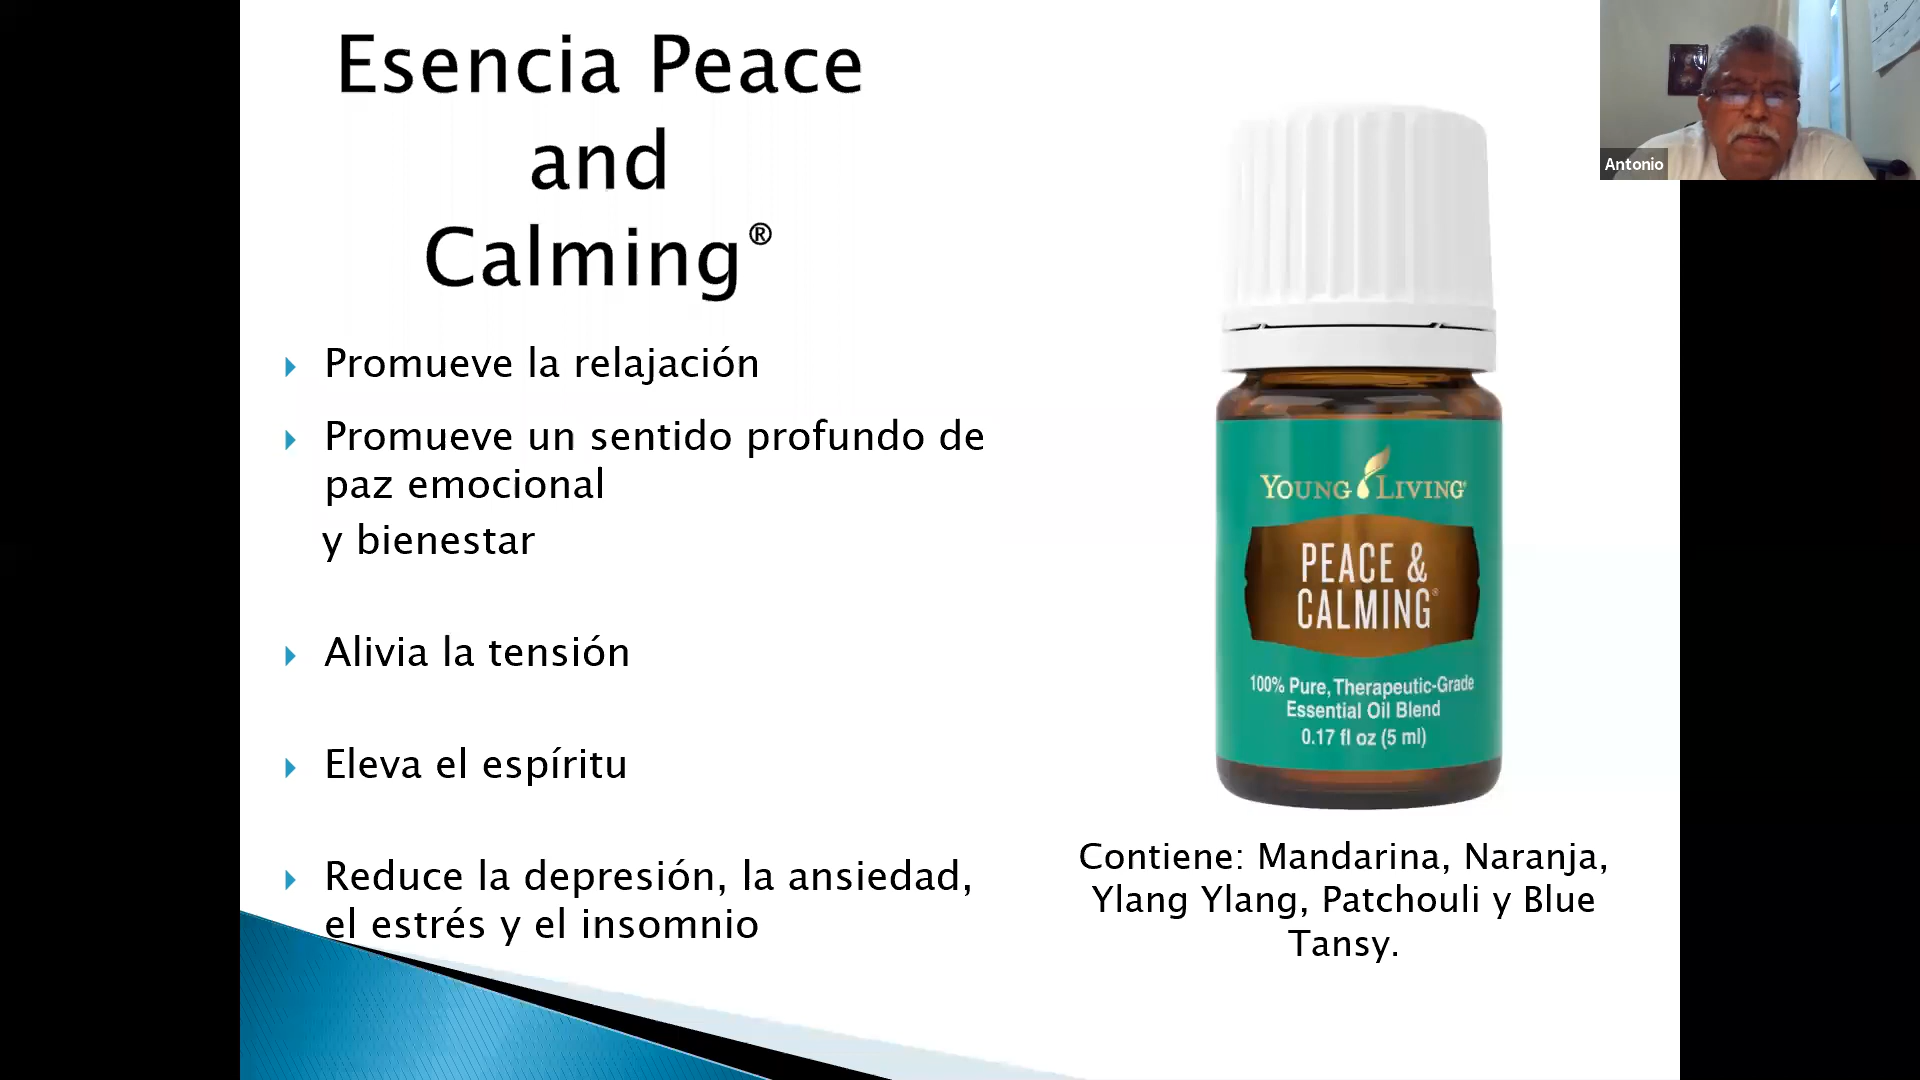 Esencia Peace
and
Calming®
Promueve la relajación
Promueve un sentido profundo de
paz emocional
y bienestar
Alivia la tensión
Eleva el espíritu
Reduce la depresión, la ansiedad,
el estrés y el insomnio
YOUNG LIVING®
PEACE &
CALMING®
100% Pure, Therapeutic-Grade
Essential Oil Blend
0.17 fl oz (5 ml)
Contiene: Mandarina, Naranja,
Ylang Ylang, Patchouli y Blue
Tansy.
Antonio